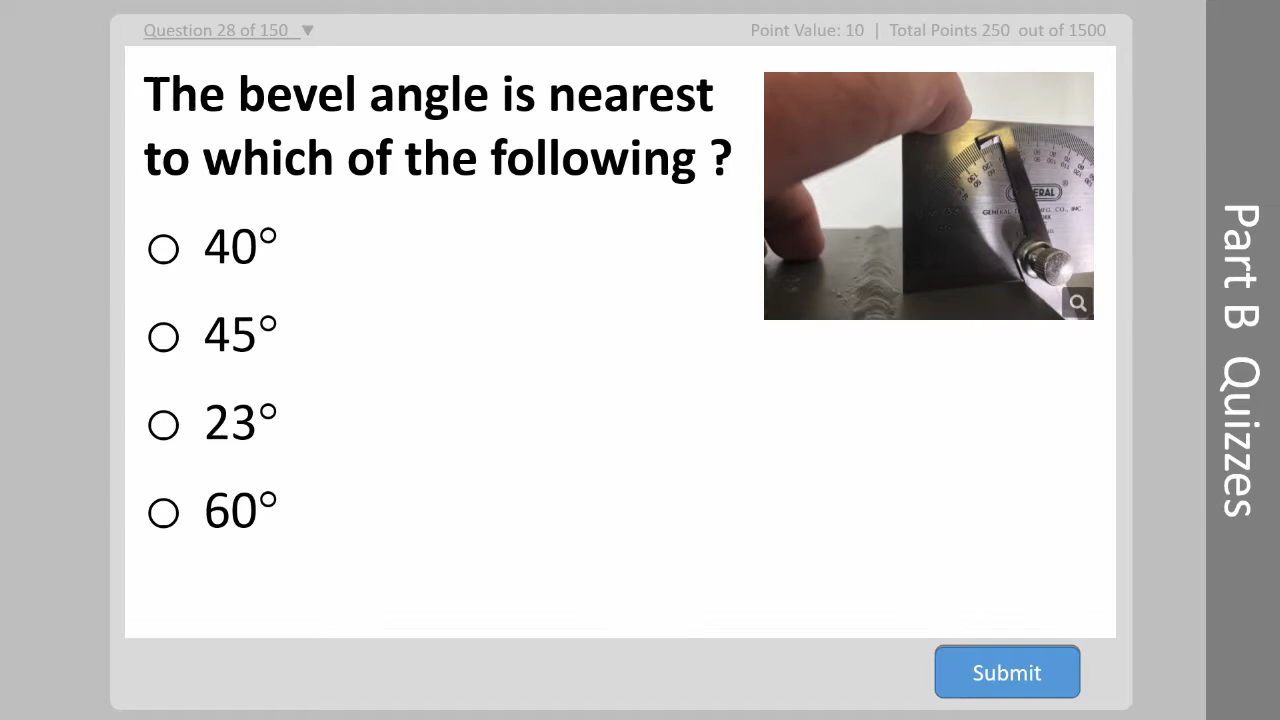 Question 28 of 150 ▼
Point Value: 10 | Total Points 250 out of 1500
The bevel angle is nearest
to which of the following ?
40°
45°
23°
60°
Submit
Part B Quizzes